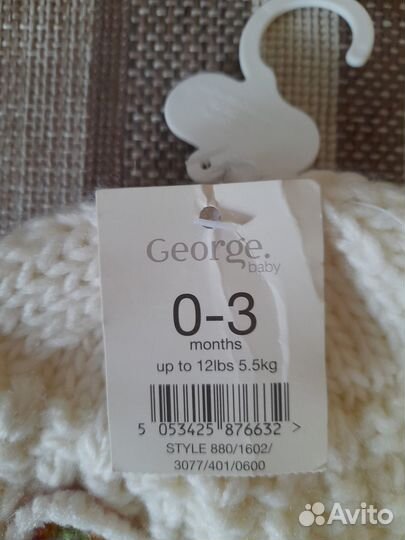 George.
baby
0-3
months
up to 12lbs 5.5kg
5 053425 876632 >
STYLE 880/1602/
3077/401/0600
Avito